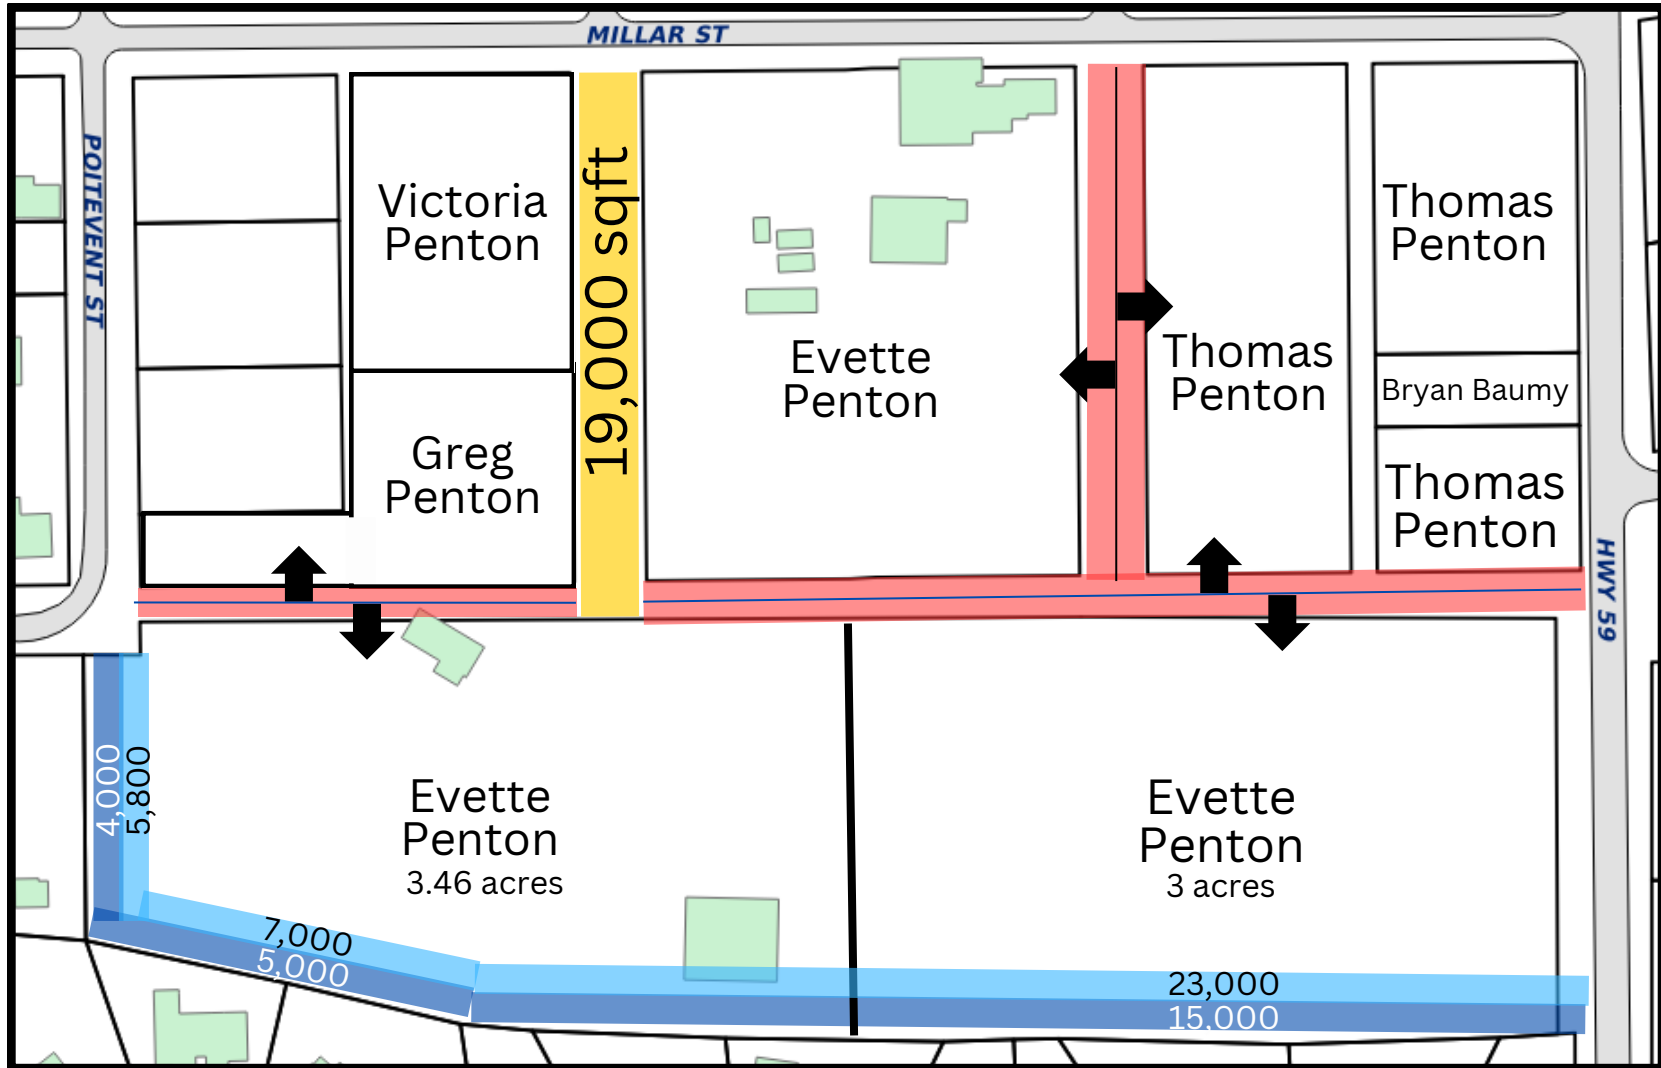 MILLAR ST
POITEVENT ST
Victoria
Penton
19,000 sqft
Evette
Penton
Thomas
Penton
Thomas
Penton
Bryan Baumy
Greg
Penton
Thomas
Penton
HWY 59
4,000
5,800
Evette
Penton
3.46 acres
Evette
Penton
3 acres
7,000
5,000
23,000
15,000